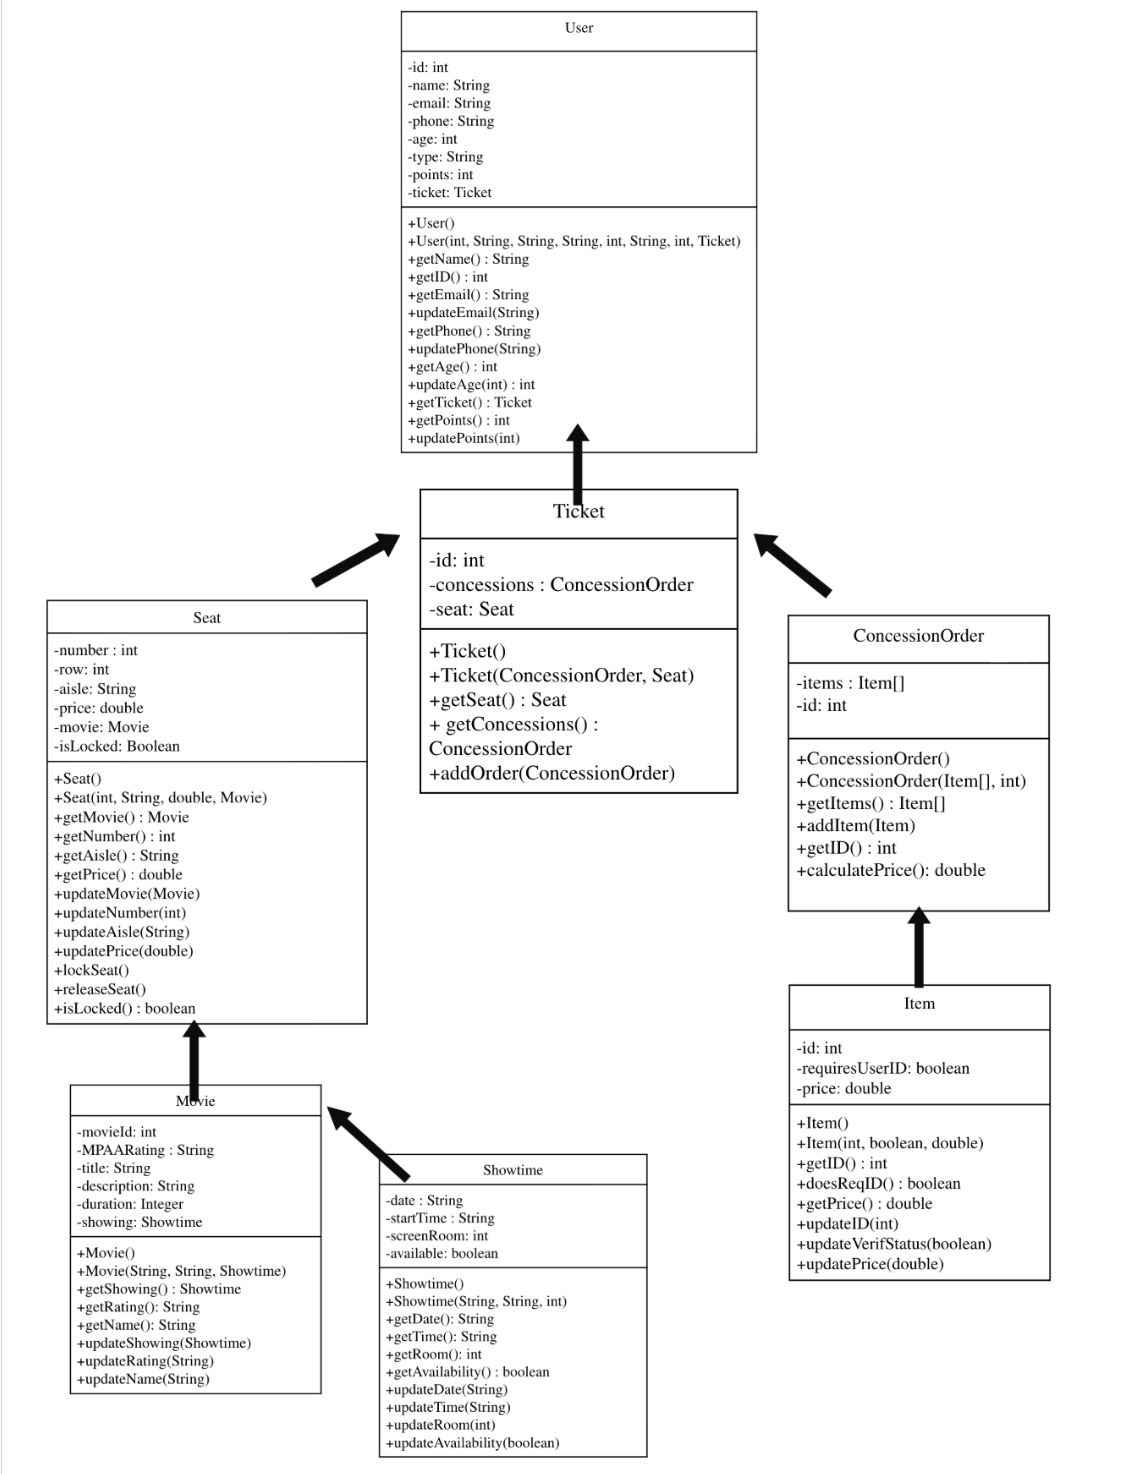 User
-id: int
-name: String
-email: String
-phone: String
-age: int
-type: String
-points: int
-ticket: Ticket
+User()
+User(int, String, String, String, int, String, int, Ticket)
+getName() : String
+getID() : int
+getEmail() : String
+updateEmail(String)
+getPhone() : String
+updatePhone(String)
+getAge() : int
+updateAge(int) : int
+getTicket() : Ticket
+getPoints() : int
+updatePoints(int)
Ticket
-id: int
-concessions : ConcessionOrder
-seat: Seat
+Ticket()
+Ticket(ConcessionOrder, Seat)
+getSeat() : Seat
+ getConcessions() :
ConcessionOrder
+addOrder(ConcessionOrder)
Seat
-number : int
-row: int
-aisle: String
-price: double
-movie: Movie
-isLocked: Boolean
+Seat()
+Seat(int, String, double, Movie)
+getMovie() : Movie
+getNumber() : int
+getAisle() : String
+getPrice() : double
+updateMovie(Movie)
+updateNumber(int)
+updateAisle(String)
+updatePrice(double)
+lockSeat()
+releaseSeat()
+isLocked() : boolean
ConcessionOrder
-items : Item[]
-id: int
+ConcessionOrder()
+ConcessionOrder(Item[], int)
+getItems() : Item[]
+addItem(Item)
+getID() : int
+calculatePrice(): double
Item
-id: int
-requiresUserID: boolean
-price: double
+Item()
+Item(int, boolean, double)
+getID() : int
+doesReqID() : boolean
+getPrice() : double
+updateID(int)
+updateVerifStatus(boolean)
+updatePrice(double)
Movie
-movieId: int
-MPAARating : String
-title: String
-description: String
-duration: Integer
-showing: Showtime
+Movie()
+Movie(String, String, Showtime)
+getShowing() : Showtime
+getRating(): String
+getName(): String
+updateShowing(Showtime)
+updateRating(String)
+updateName(String)
Showtime
-date : String
-startTime : String
-screenRoom: int
-available: boolean
+Showtime()
+Showtime(String, String, int)
+getDate(): String
+getTime(): String
+getRoom(): int
+getAvailability() : boolean
+updateDate(String)
+updateTime(String)
+updateRoom(int)
+updateAvailability(boolean)